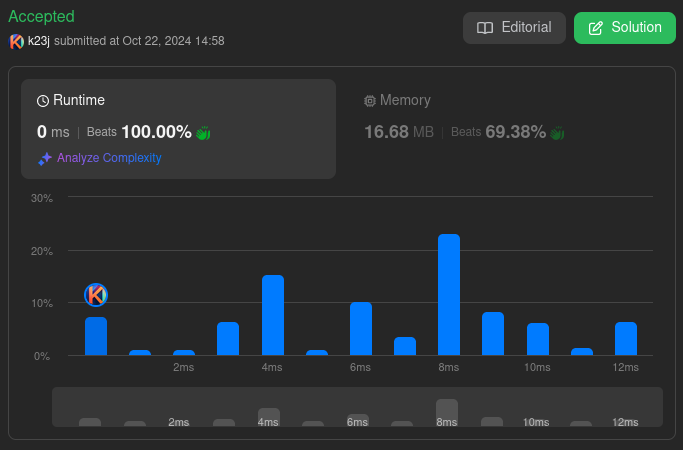 Accepted
k23j submitted at Oct 22, 2024 14:58
Editorial
Solution
Runtime
0 ms | Beats 100.00%
Analyze Complexity
Memory
16.68 MB | Beats 69.38%
30%
20%
10%
0%
2ms 4ms 6ms 8ms 10ms 12ms
2ms 4ms 6ms 8ms 10ms 12ms